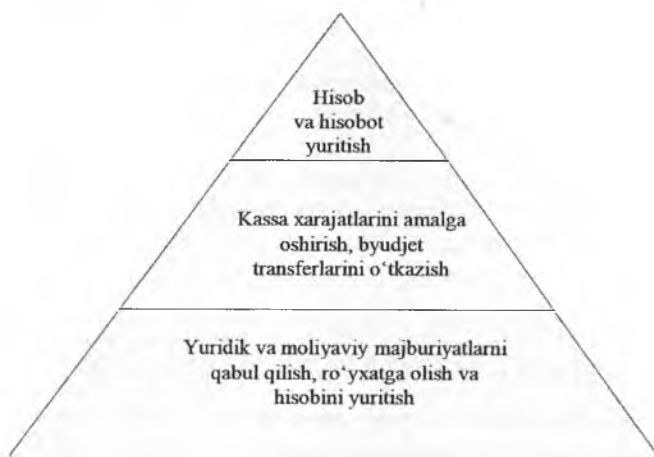 Hisob
va hisobot
yuritish
Kassa xarajatlarini amalga
oshirish, byudjet
transferlarini o‘tkazish
Yuridik va moliyaviy majburiyatlarni
qabul qilish, ro‘yxatga olish va
hisobini yuritish